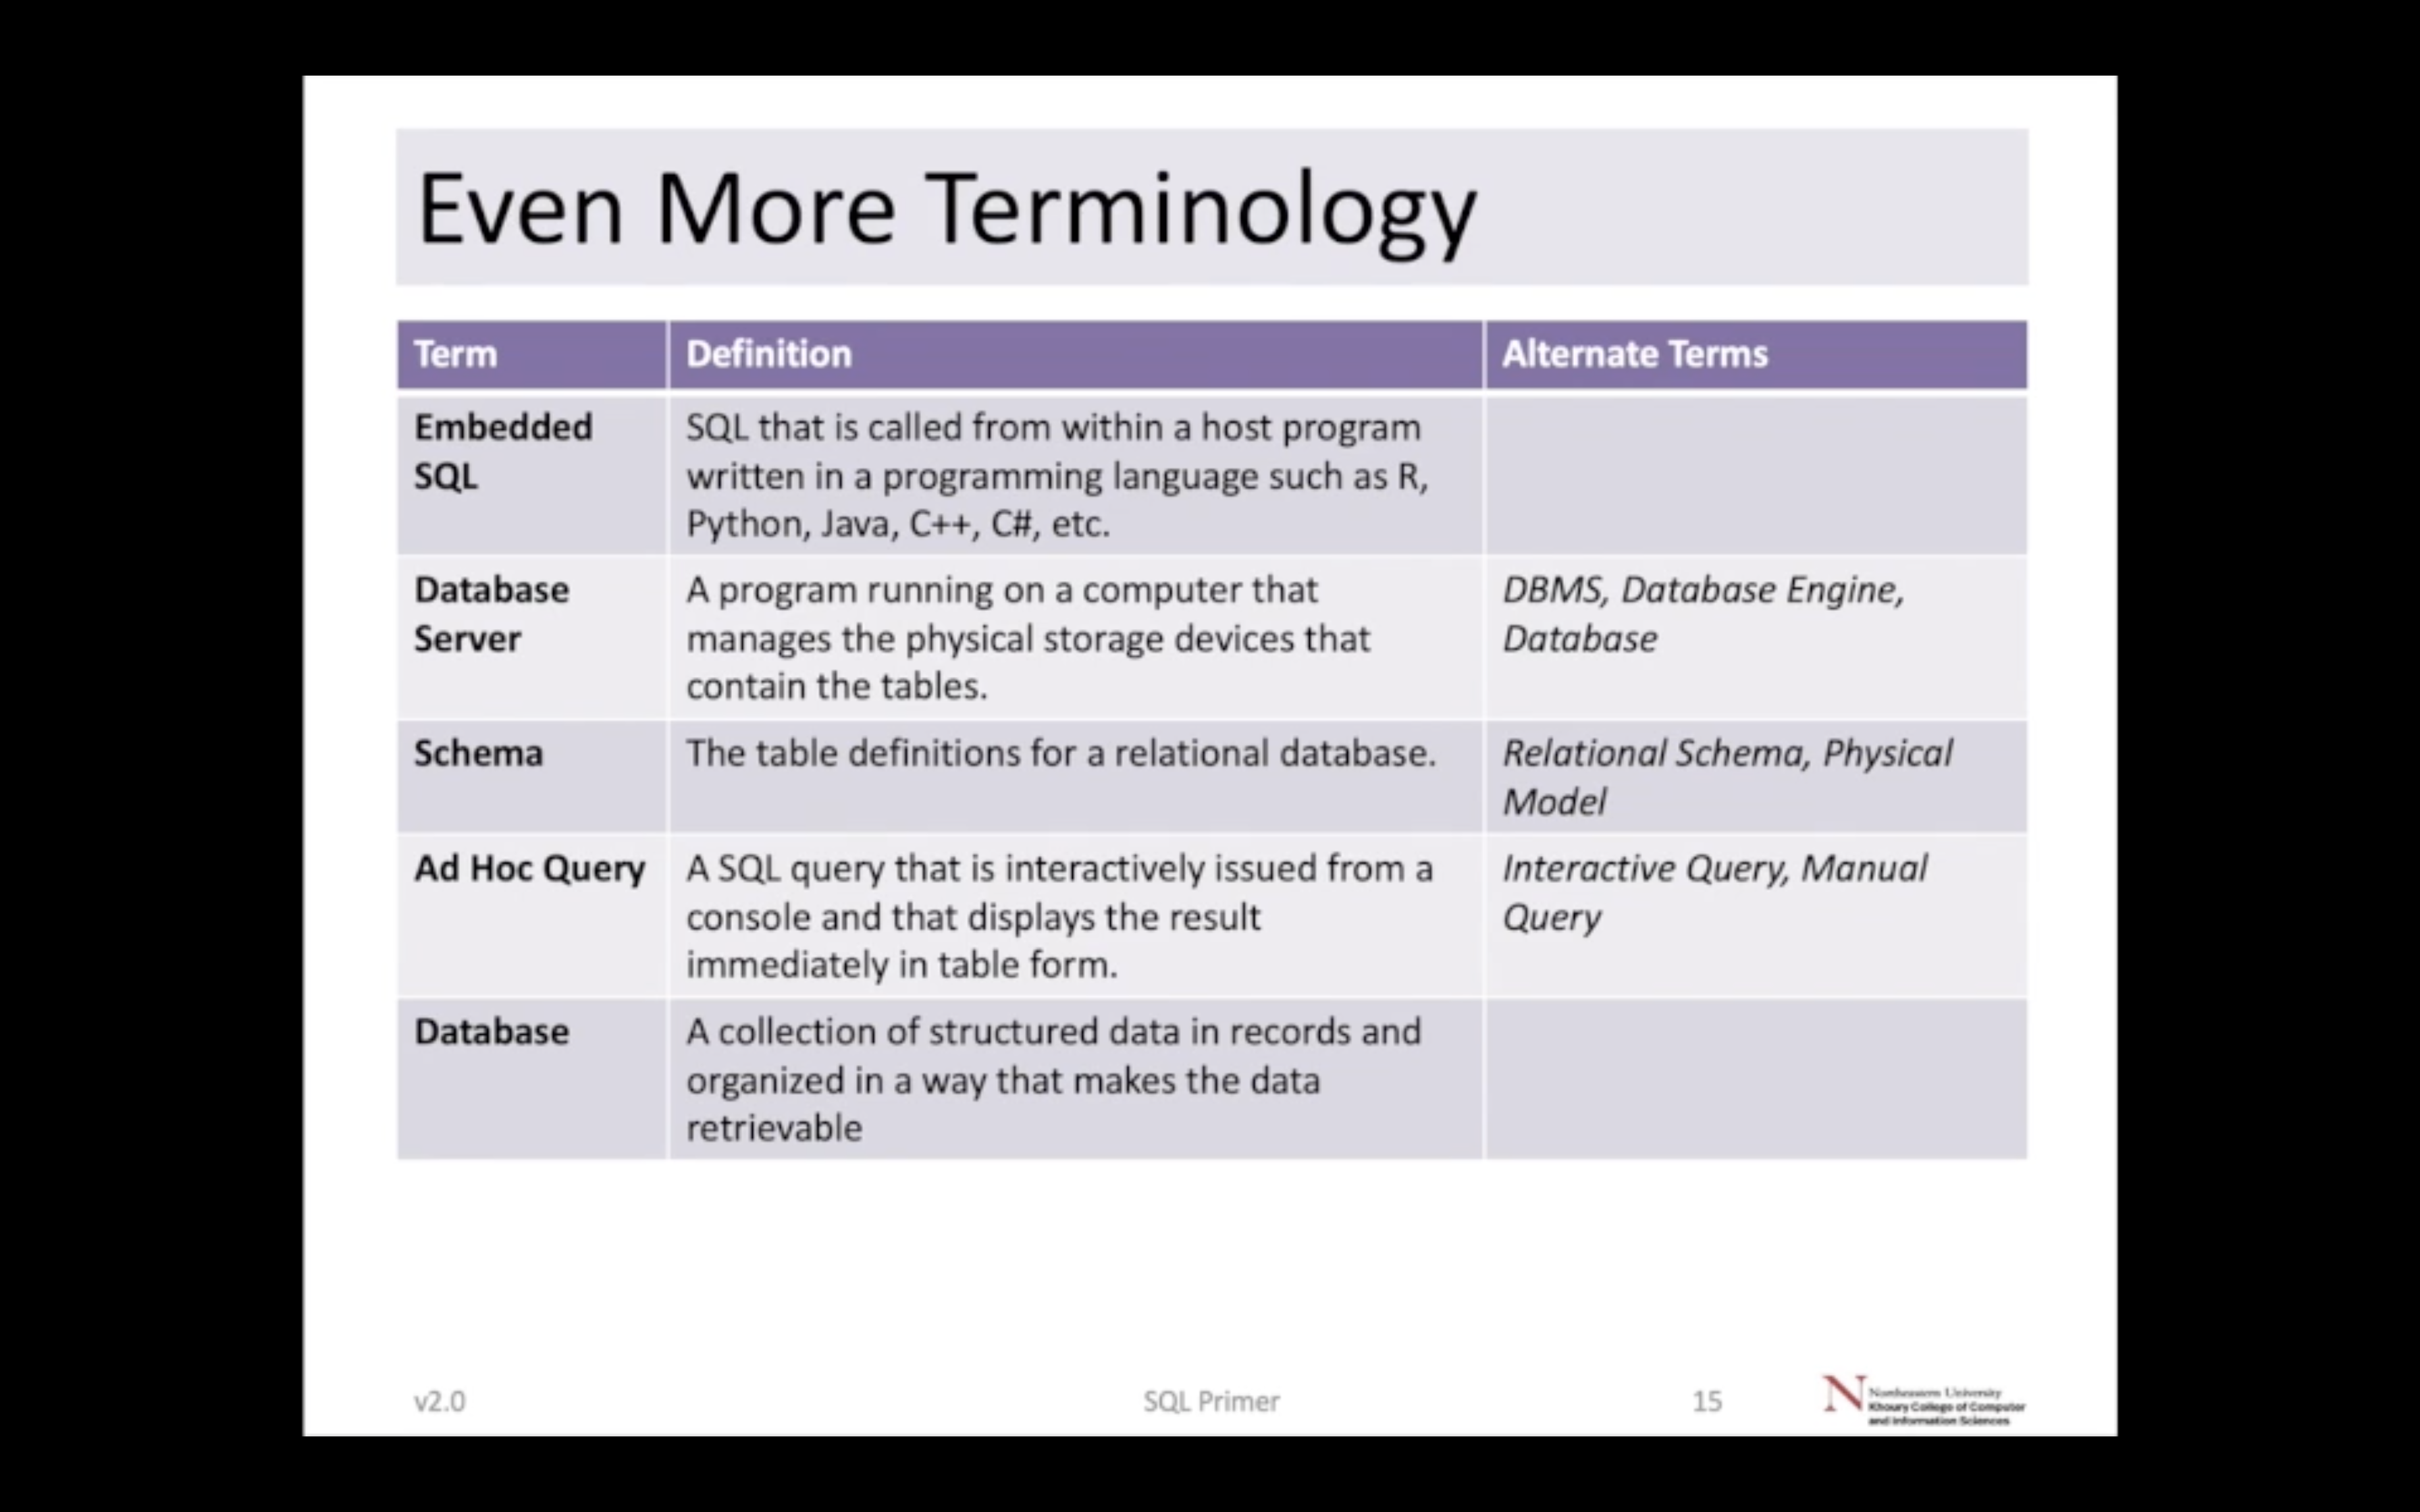 Even More Terminology
Term
Definition
Alternate Terms
Embedded
SQL
SQL that is called from within a host program
written in a programming language such as R,
Python, Java, C++, C#, etc.
Database
Server
A program running on a computer that
manages the physical storage devices that
contain the tables.
DBMS, Database Engine,
Database
Schema
The table definitions for a relational database.
Relational Schema, Physical
Model
Ad Hoc Query
A SQL query that is interactively issued from a
console and that displays the result
immediately in table form.
Interactive Query, Manual
Query
Database
A collection of structured data in records and
organized in a way that makes the data
retrievable
v2.0
SQL Primer
15
N
Northeastern University
Khoury College of Computer
and Information Sciences